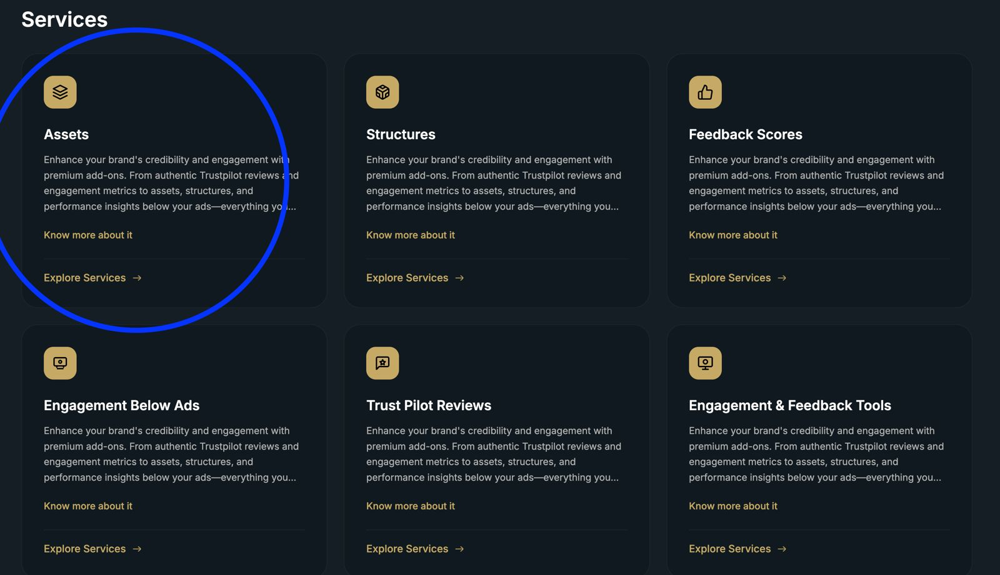 Services
Assets
Enhance your brand's credibility and engagement with
premium add-ons. From authentic Trustpilot reviews and
engagement metrics to assets, structures, and
performance insights below your ads—everything you...
Know more about it
Explore Services →
Structures
Enhance your brand's credibility and engagement with
premium add-ons. From authentic Trustpilot reviews and
engagement metrics to assets, structures, and
performance insights below your ads—everything you...
Know more about it
Explore Services →
Feedback Scores
Enhance your brand's credibility and engagement with
premium add-ons. From authentic Trustpilot reviews and
engagement metrics to assets, structures, and
performance insights below your ads—everything you...
Know more about it
Explore Services →
Engagement Below Ads
Enhance your brand's credibility and engagement with
premium add-ons. From authentic Trustpilot reviews and
engagement metrics to assets, structures, and
performance insights below your ads—everything you...
Know more about it
Explore Services →
Trust Pilot Reviews
Enhance your brand's credibility and engagement with
premium add-ons. From authentic Trustpilot reviews and
engagement metrics to assets, structures, and
performance insights below your ads—everything you...
Know more about it
Explore Services →
Engagement & Feedback Tools
Enhance your brand's credibility and engagement with
premium add-ons. From authentic Trustpilot reviews and
engagement metrics to assets, structures, and
performance insights below your ads—everything you...
Know more about it
Explore Services →